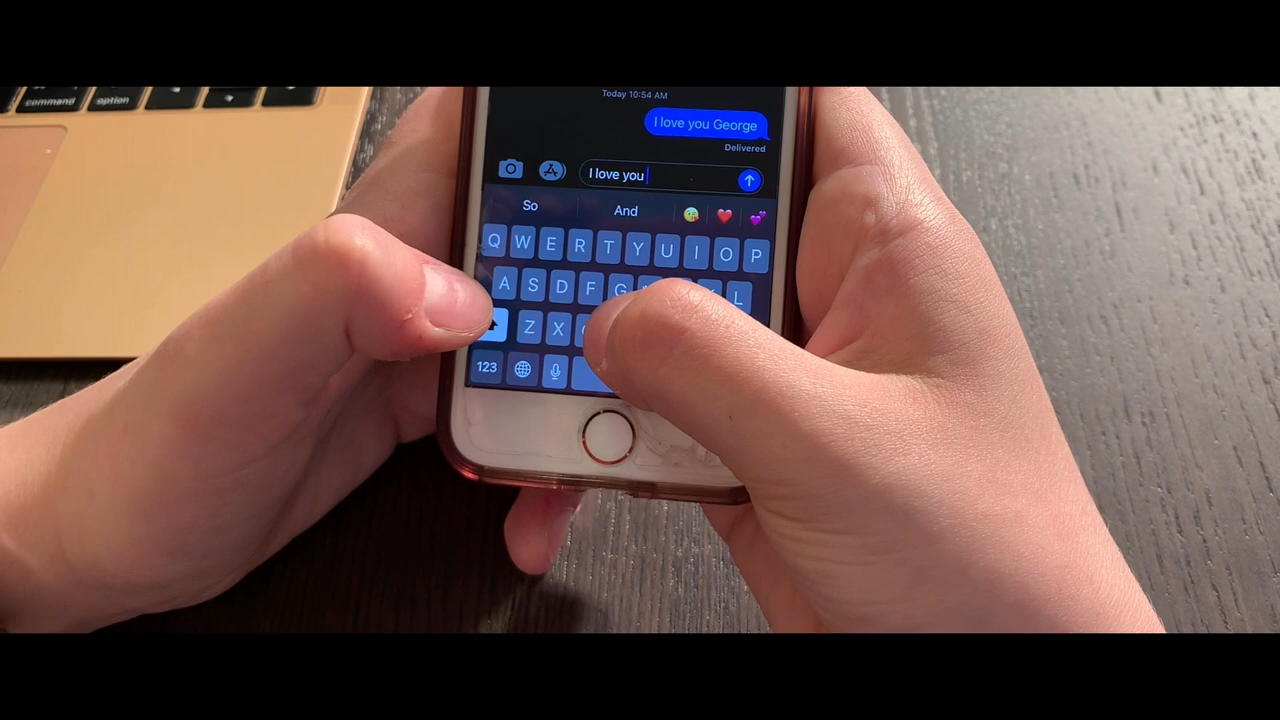 command option
Today 10:54 AM
I love you George
Delivered
I love you
So And
Q W E R T Y U I O P
A S D F G L
Z X
123